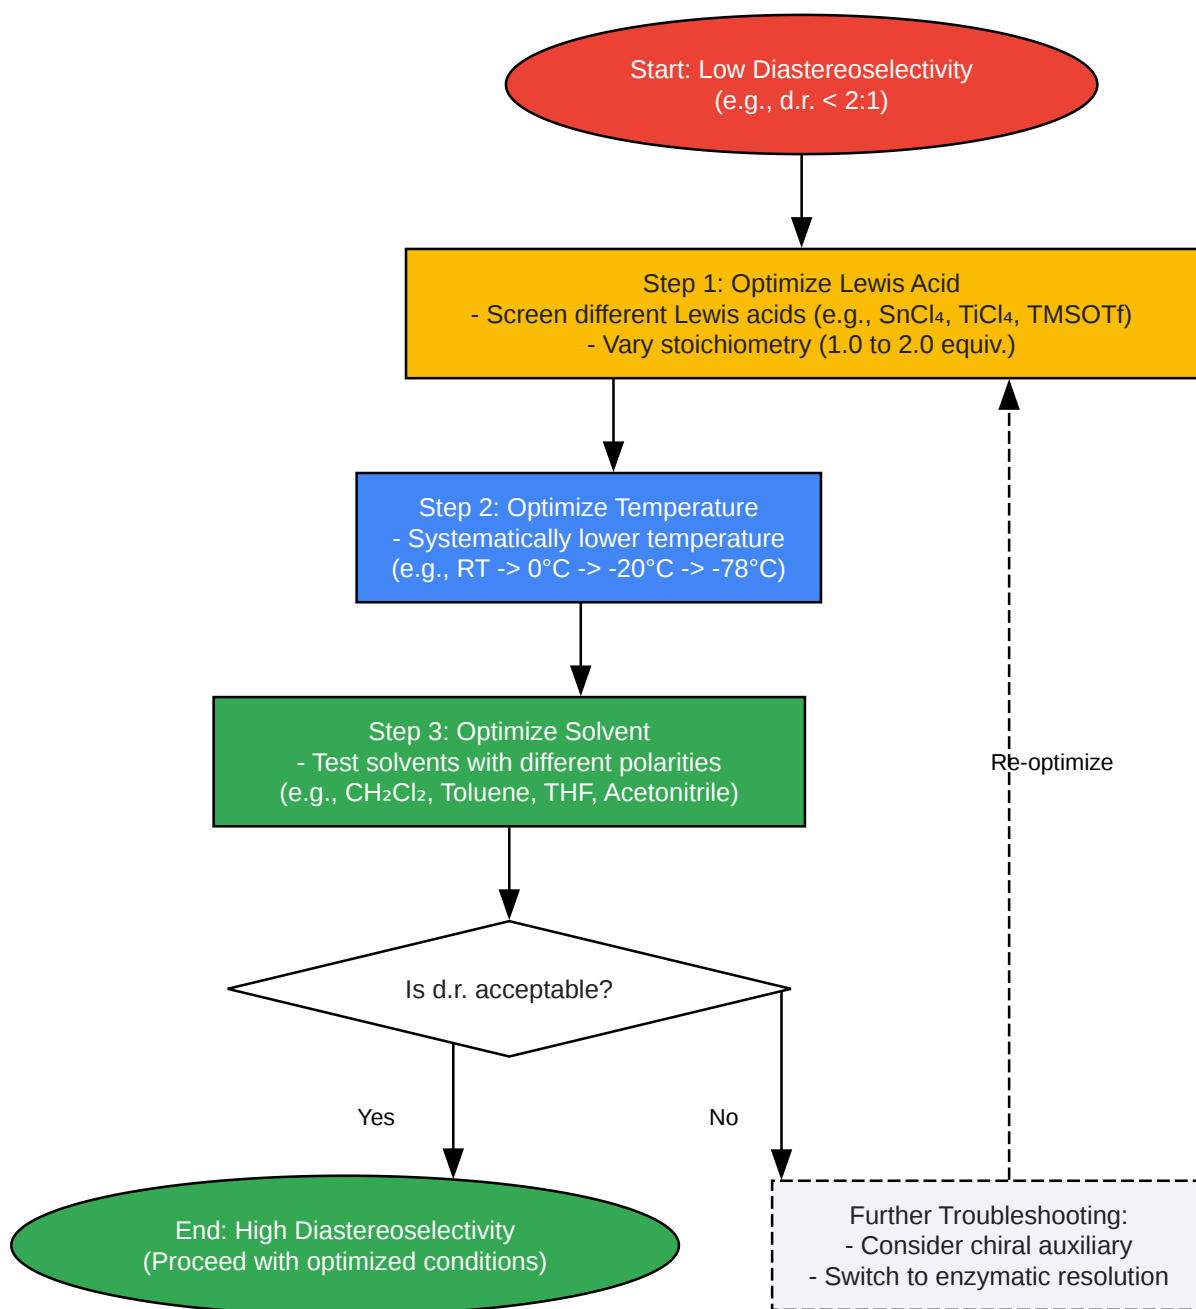 Start: Low Diastereoselectivity
(e.g., d.r. < 2:1)
Step 1: Optimize Lewis Acid
- Screen different Lewis acids (e.g., SnCl₄, TiCl₄, TMSOTf)
- Vary stoichiometry (1.0 to 2.0 equiv.)
Step 2: Optimize Temperature
- Systematically lower temperature
(e.g., RT -> 0°C -> -20°C -> -78°C)
Step 3: Optimize Solvent
- Test solvents with different polarities
(e.g., CH₂Cl₂, Toluene, THF, Acetonitrile)
Re-optimize
Is d.r. acceptable?
Yes
No
End: High Diastereoselectivity
(Proceed with optimized conditions)
Further Troubleshooting:
- Consider chiral auxiliary
- Switch to enzymatic resolution